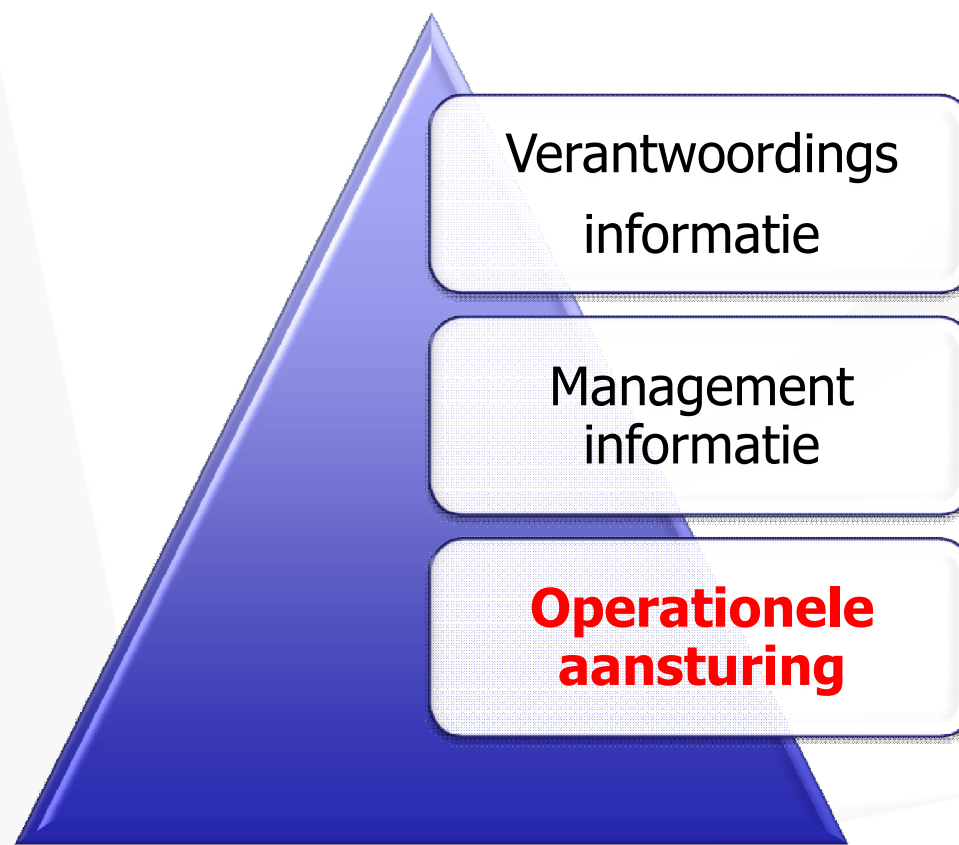 Verantwoordings
informatie
Management
informatie
Operationele
aansturing